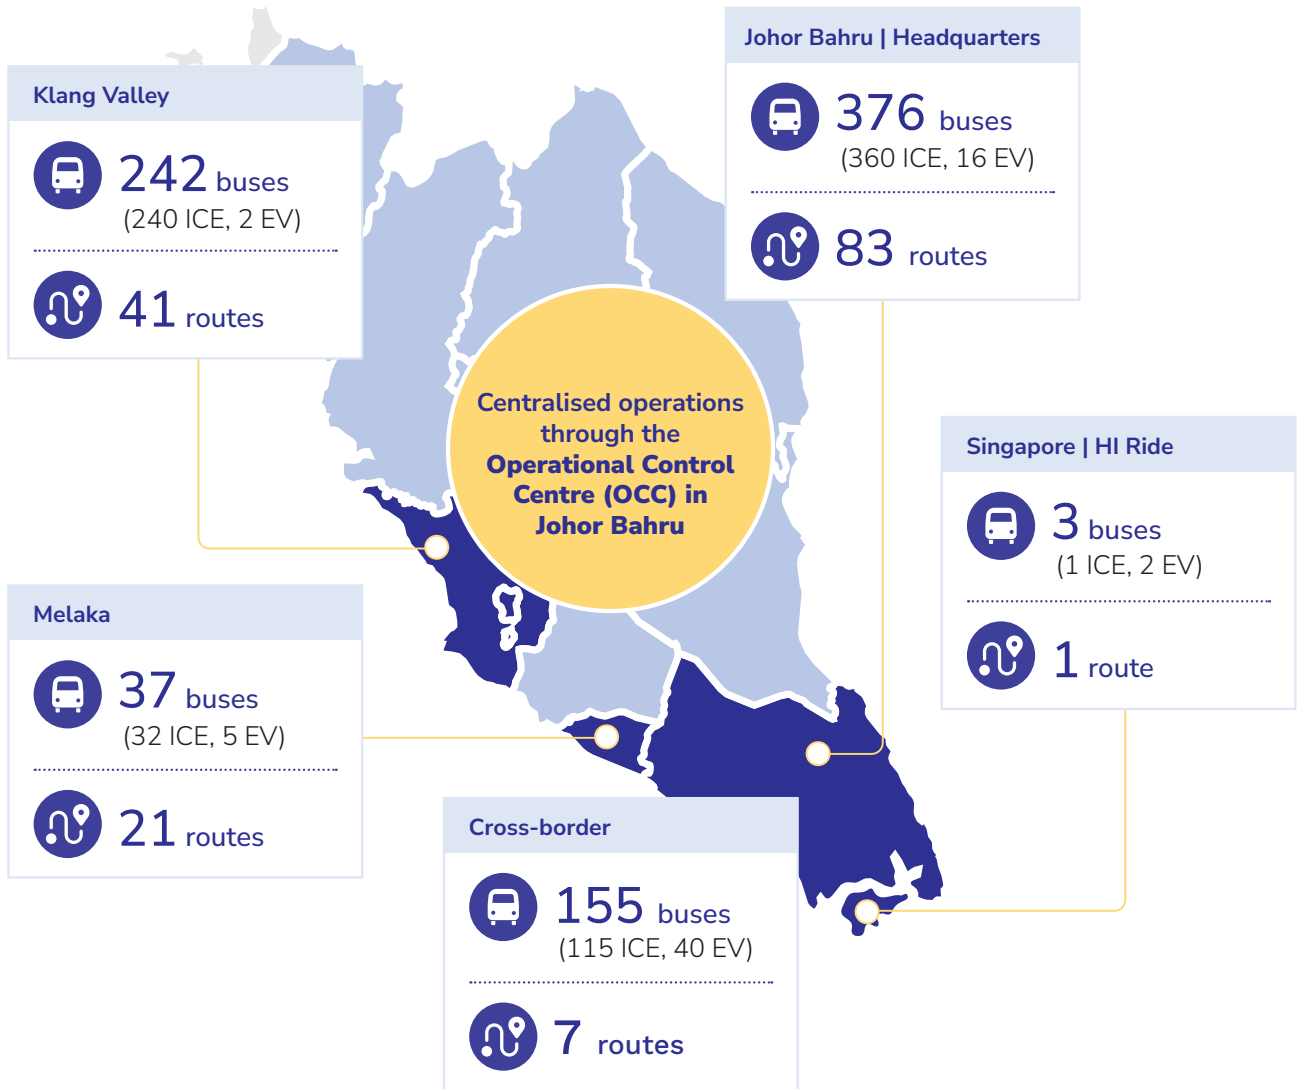 Klang Valley
242 buses
(240 ICE, 2 EV)
41 routes
Johor Bahru | Headquarters
376 buses
(360 ICE, 16 EV)
83 routes
Centralised operations
through the
Operational Control
Centre (OCC) in
Johor Bahru
Singapore | HI Ride
3 buses
(1 ICE, 2 EV)
1 route
Melaka
37 buses
(32 ICE, 5 EV)
21 routes
Cross-border
155 buses
(115 ICE, 40 EV)
7 routes